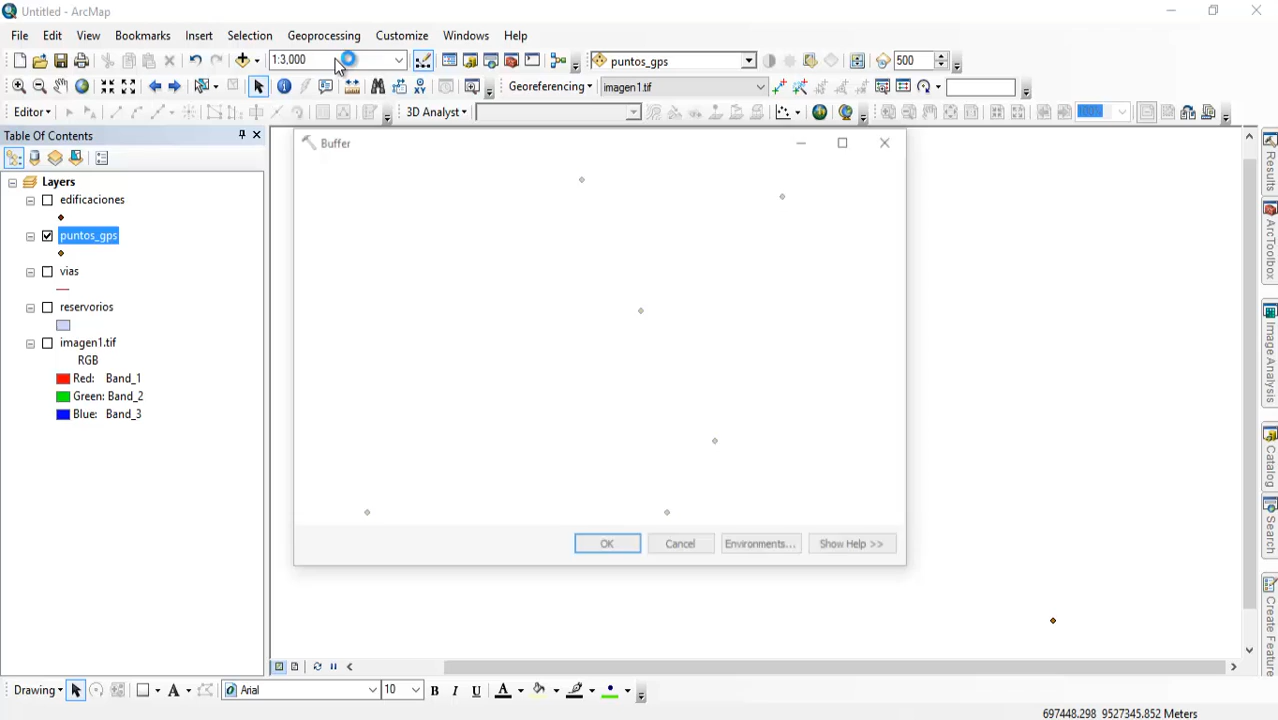 Untitled - ArcMap
File Edit View Bookmarks Insert Selection Geoprocessing Customize Windows Help
1:3,000 puntos_gps 500
Georeferencing imagen1.tif
Editor 3D Analyst 100%
Table Of Contents
Buffer
Layers
edificaciones
puntos_gps
vias
reservorios
imagen1.tif
RGB
Red: Band_1
Green: Band_2
Blue: Band_3
OK Cancel Environments... Show Help >>
Results
ArcToolbox
Image Analysis
Catalog
Search
Create Feature
Drawing A Arial 10 B I U A
697448.298 9527345.852 Meters